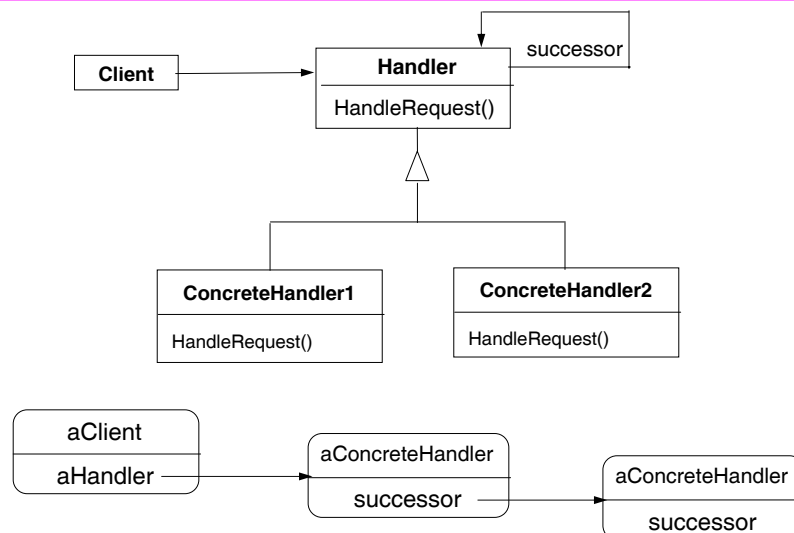 successor
Client
Handler
HandleRequest()
ConcreteHandler1
HandleRequest()
ConcreteHandler2
HandleRequest()
aClient
aHandler
aConcreteHandler
successor
aConcreteHandler
successor